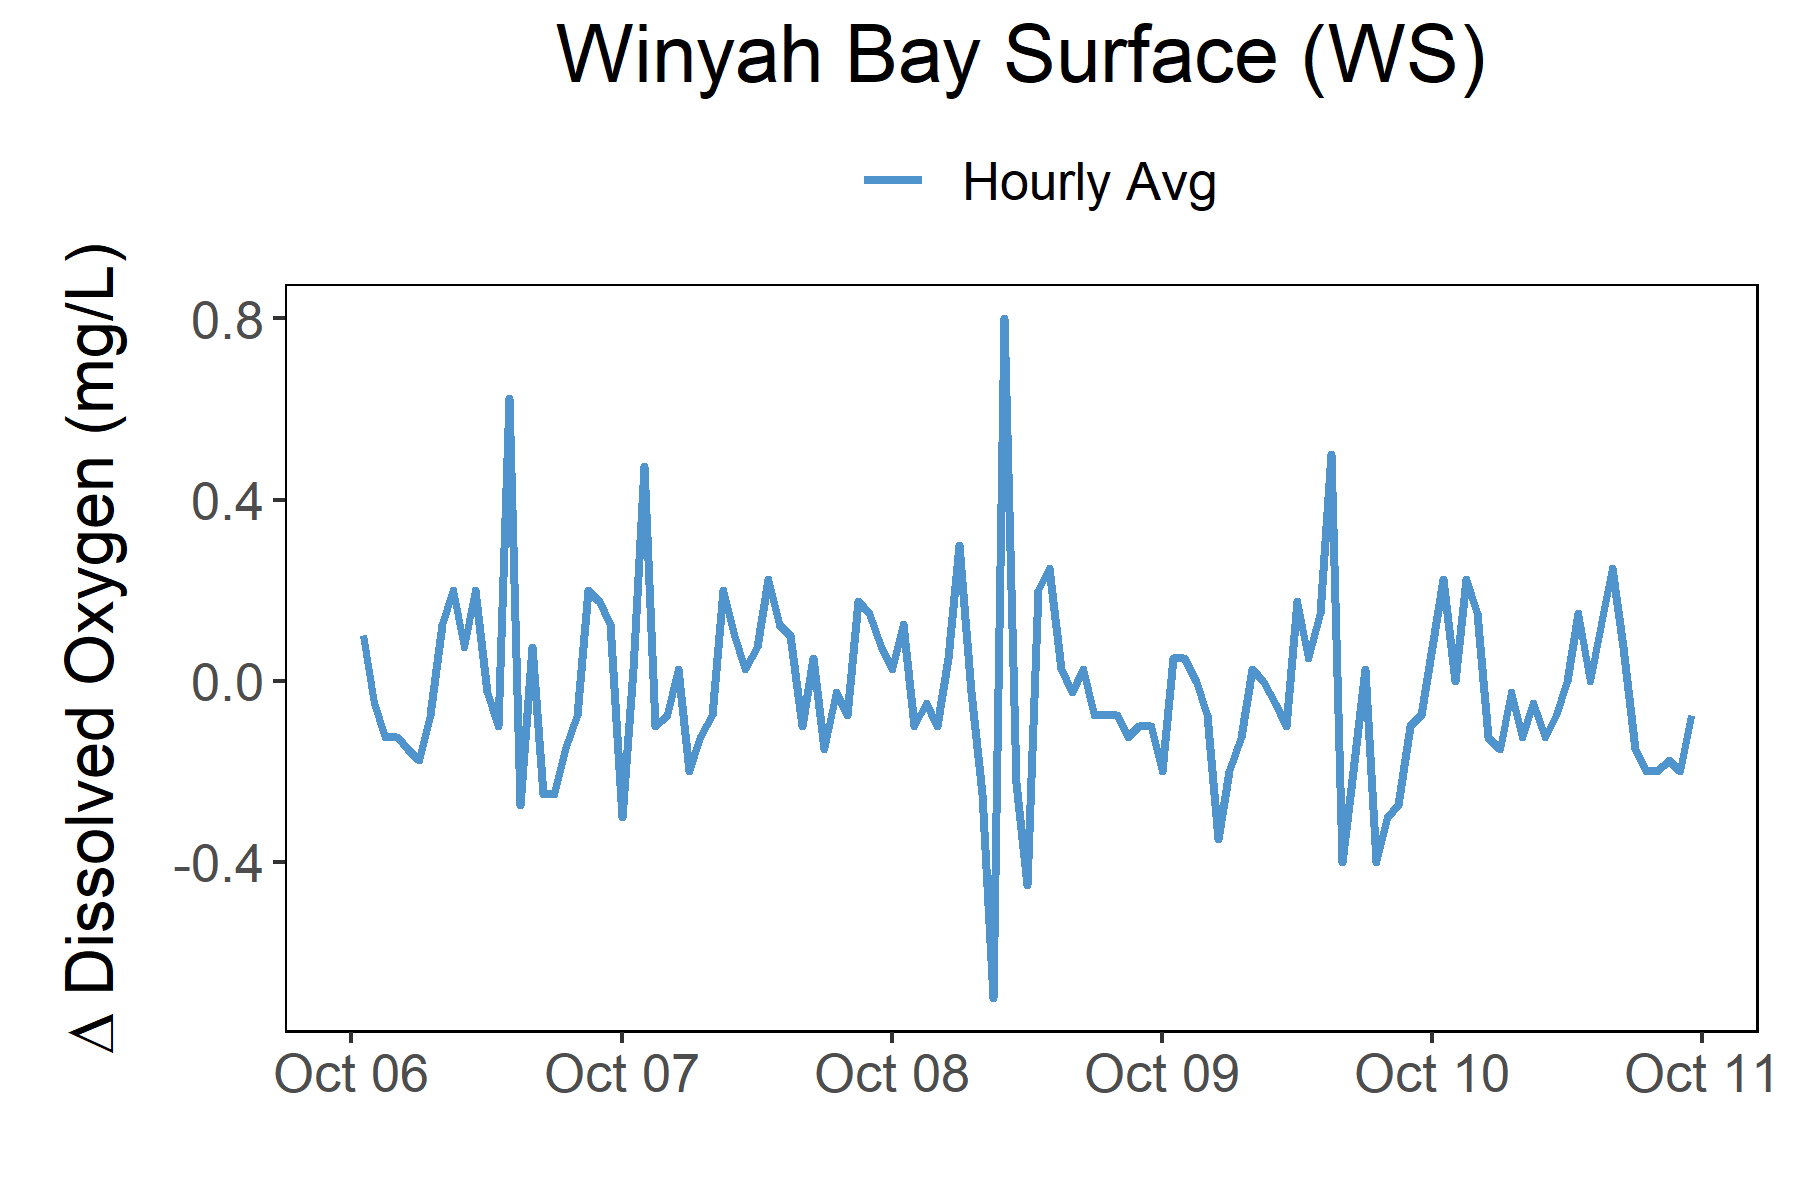 Winyah Bay Surface (WS)
Hourly Avg
Δ Dissolved Oxygen (mg/L)
0.8
0.4
0.0
-0.4
Oct 06 Oct 07 Oct 08 Oct 09 Oct 10 Oct 11